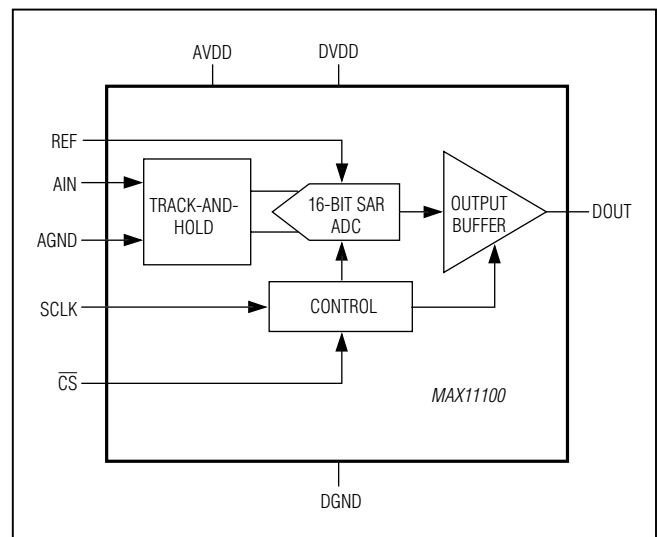 AVDD DVDD
REF
AIN
AGND
SCLK
CS
TRACK-AND-
HOLD
16-BIT SAR
ADC
CONTROL
OUTPUT
BUFFER
DOUT
MAX11100
DGND